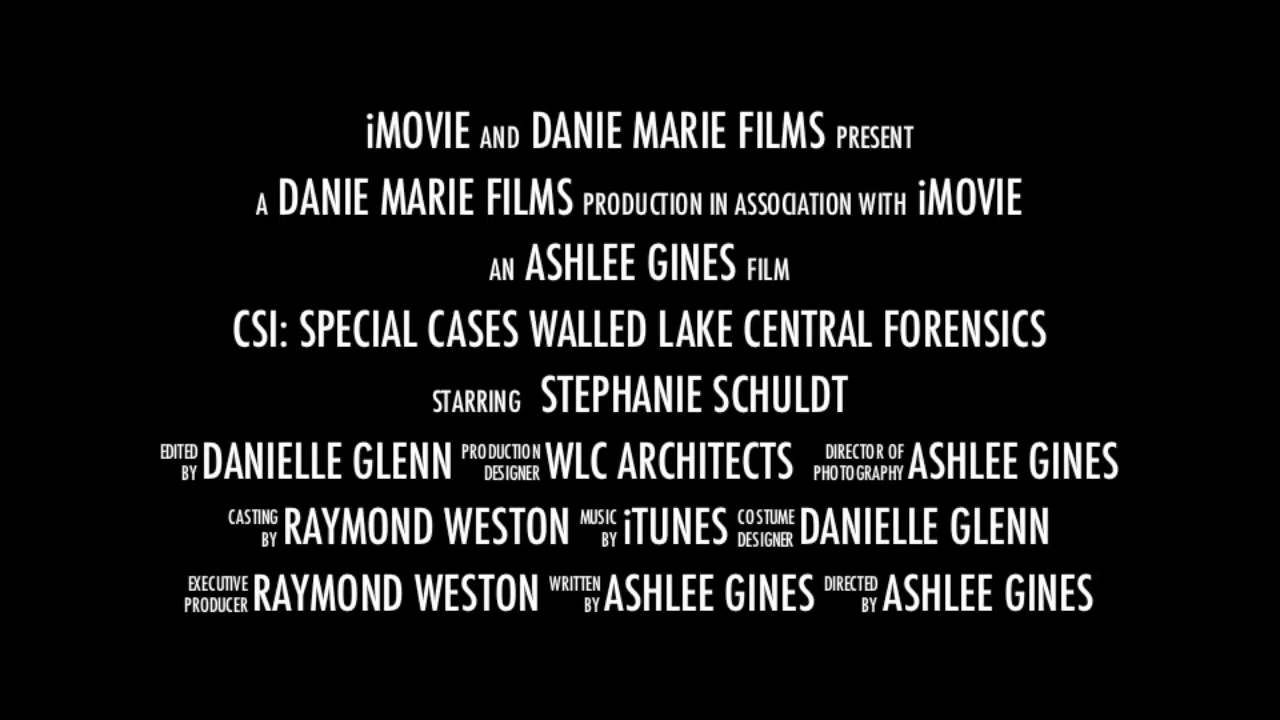 iMOVIE AND DANIE MARIE FILMS PRESENT
A DANIE MARIE FILMS PRODUCTION IN ASSOCIATION WITH iMOVIE
AN ASHLEE GINES FILM
CSI: SPECIAL CASES WALLED LAKE CENTRAL FORENSICS
STARRING STEPHANIE SCHULDT
EDITED BY DANIELLE GLENN PRODUCTION DESIGNER WLC ARCHITECTS DIRECTOR OF PHOTOGRAPHY ASHLEE GINES
CASTING BY RAYMOND WESTON MUSIC BY iTUNES COSTUME DESIGNER DANIELLE GLENN
EXECUTIVE PRODUCER RAYMOND WESTON WRITTEN BY ASHLEE GINES DIRECTED BY ASHLEE GINES